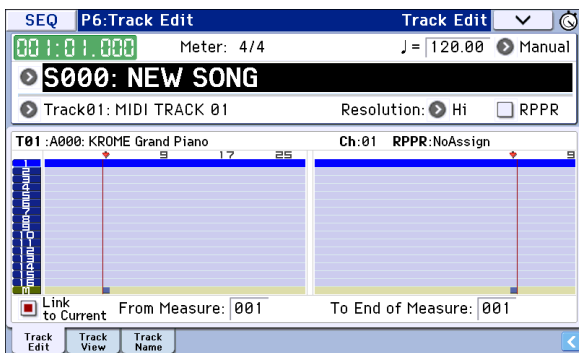 SEQ P6:Track Edit Track Edit
001:01.000 Meter: 4/4 ♩= 120.00 Manual
S000: NEW SONG
Track01: MIDI TRACK 01 Resolution: Hi RPPR
T01 :A000: KROME Grand Piano Ch:01 RPPR:NoAssign
9 17 25 9
Link to Current From Measure: 001 To End of Measure: 001
Track Edit Track View Track Name